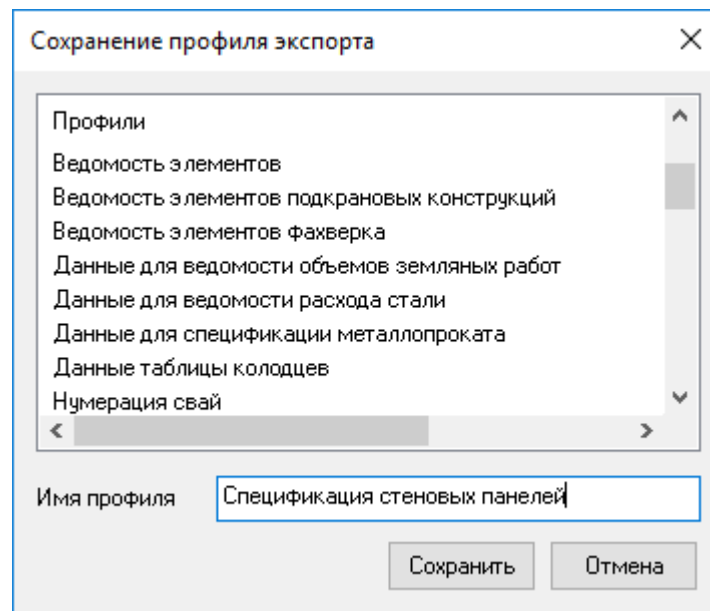 Сохранение профиля экспорта
Профили
Ведомость элементов
Ведомость элементов подкрановых конструкций
Ведомость элементов фахверка
Данные для ведомости объемов земляных работ
Данные для ведомости расхода стали
Данные для спецификации металлопроката
Данные таблицы колодцев
Нумерация свай
Имя профиля Спецификация стеновых панелей
Сохранить Отмена